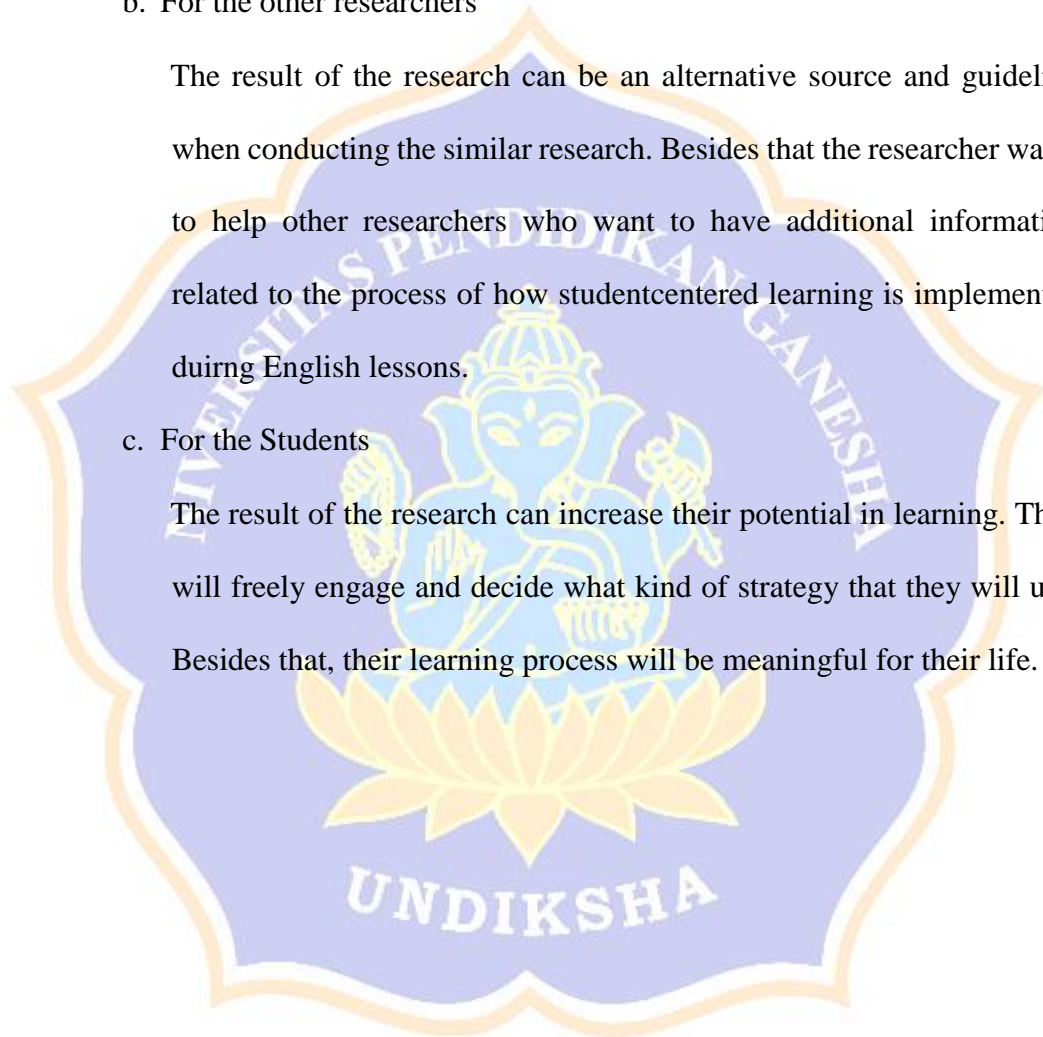 b. For the other researchers
The result of the research can be an alternative source and guideli
when conducting the similar research. Besides that the researcher wa
to help other researchers who want to have additional informati
related to the process of how studentcentered learning is implement
duirng English lessons.
c. For the Students
The result of the research can increase their potential in learning. Th
will freely engage and decide what kind of strategy that they will u
Besides that, their learning process will be meaningful for their life.
NIVERSITAS PENDIDIKAN GANESHA
UNDIKSHA